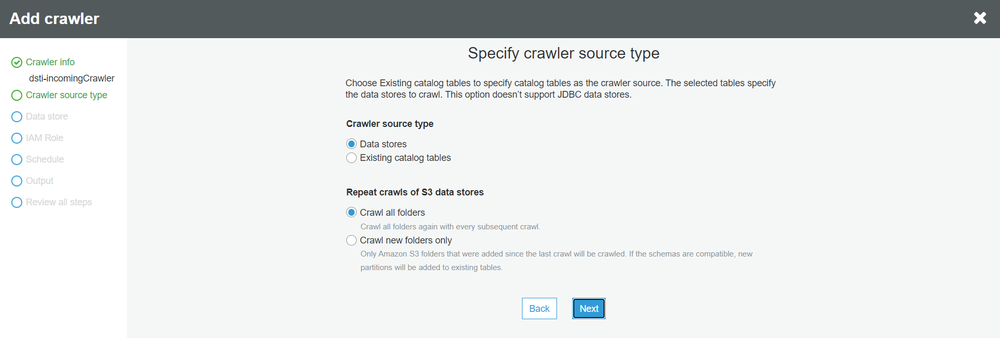 Add crawler
Crawler info
dsti-incomingCrawler
Crawler source type
Data store
IAM Role
Schedule
Output
Review all steps
Specify crawler source type
Choose Existing catalog tables to specify catalog tables as the crawler source. The selected tables specify
the data stores to crawl. This option doesn't support JDBC data stores.
Crawler source type
Data stores
Existing catalog tables
Repeat crawls of S3 data stores
Crawl all folders
Crawl all folders again with every subsequent crawl.
Crawl new folders only
Only Amazon S3 folders that were added since the last crawl will be crawled. If the schemas are compatible, new
partitions will be added to existing tables.
Back
Next